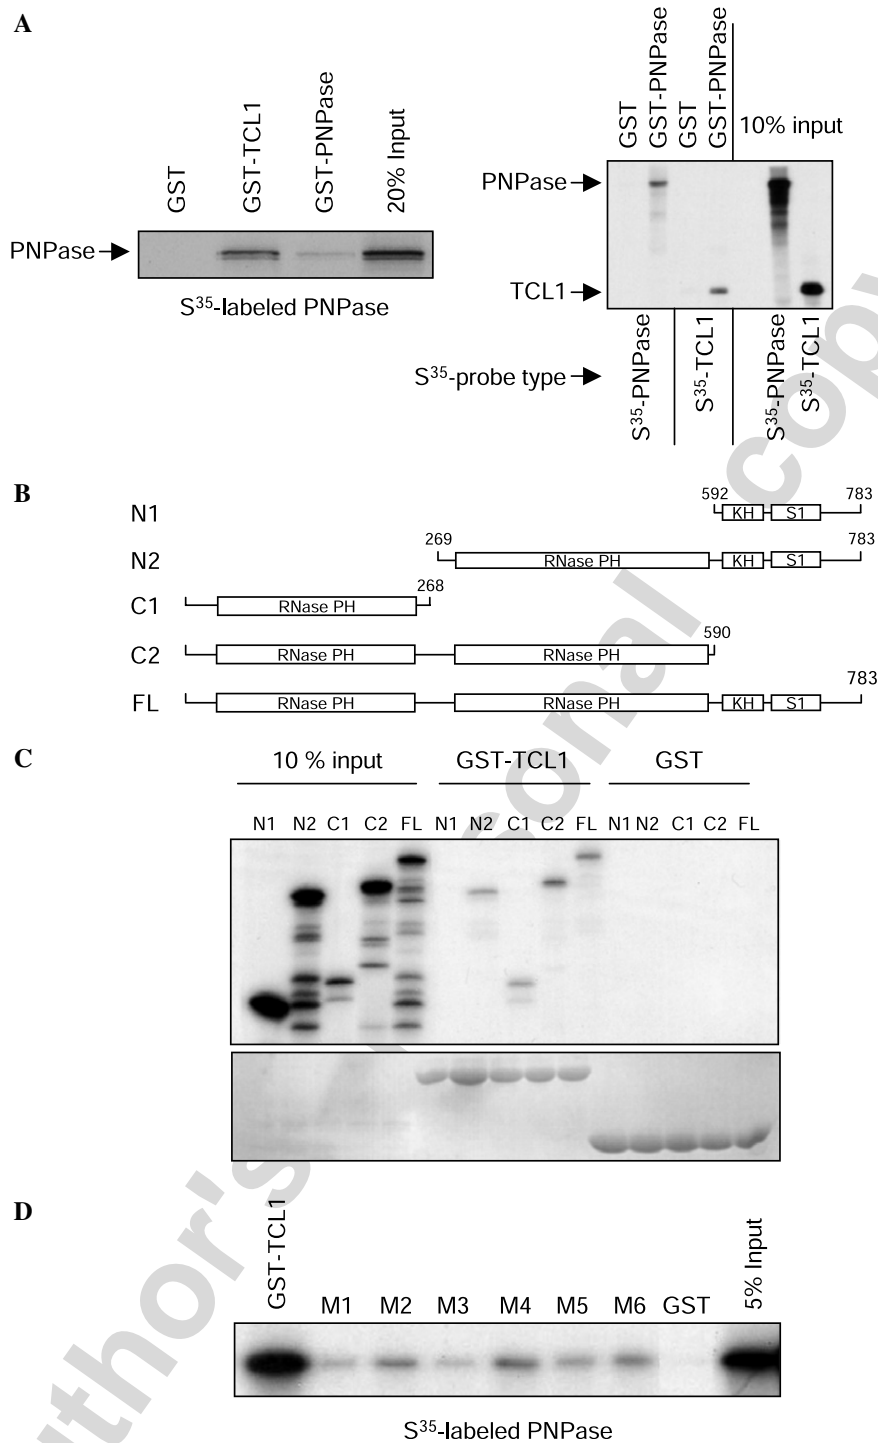 A
GST
GST-TCL1
GST-PNPase
20% Input
PNPase
S35-labeled PNPase
GST
GST-PNPase
GST
GST-PNPase
10% input
PNPase
TCL1
S35-probe type
S35-PNPase
S35-TCL1
S35-PNPase
S35-TCL1
B
N1
592
KH
S1
783
N2
269
RNase PH
KH
S1
783
C1
RNase PH
268
C2
RNase PH
RNase PH
590
FL
RNase PH
RNase PH
KH
S1
783
C
10 % input
GST-TCL1
GST
N1 N2 C1 C2 FL N1 N2 C1 C2 FL N1 N2 C1 C2 FL
D
GST-TCL1
M1 M2 M3 M4 M5 M6 GST
5% Input
S35-labeled PNPase
author's personal copy